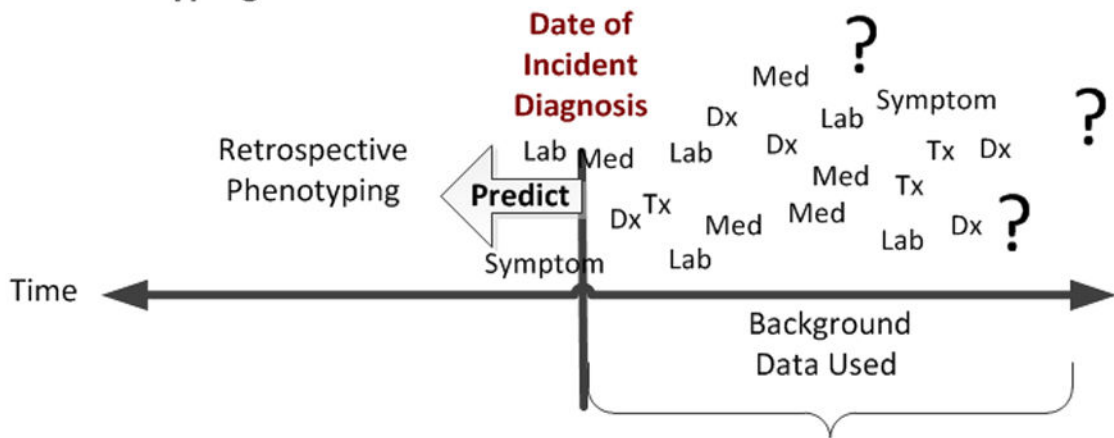 Date of
Incident
Diagnosis
?
Med
Symptom
?
Dx
Lab
Retrospective
Phenotyping
Lab
Med
Lab
Dx
Tx
Dx
Predict
Med
Tx
Dx
Tx
Med
Med
Dx
?
Symptom
Lab
Lab
Time
Background
Data Used